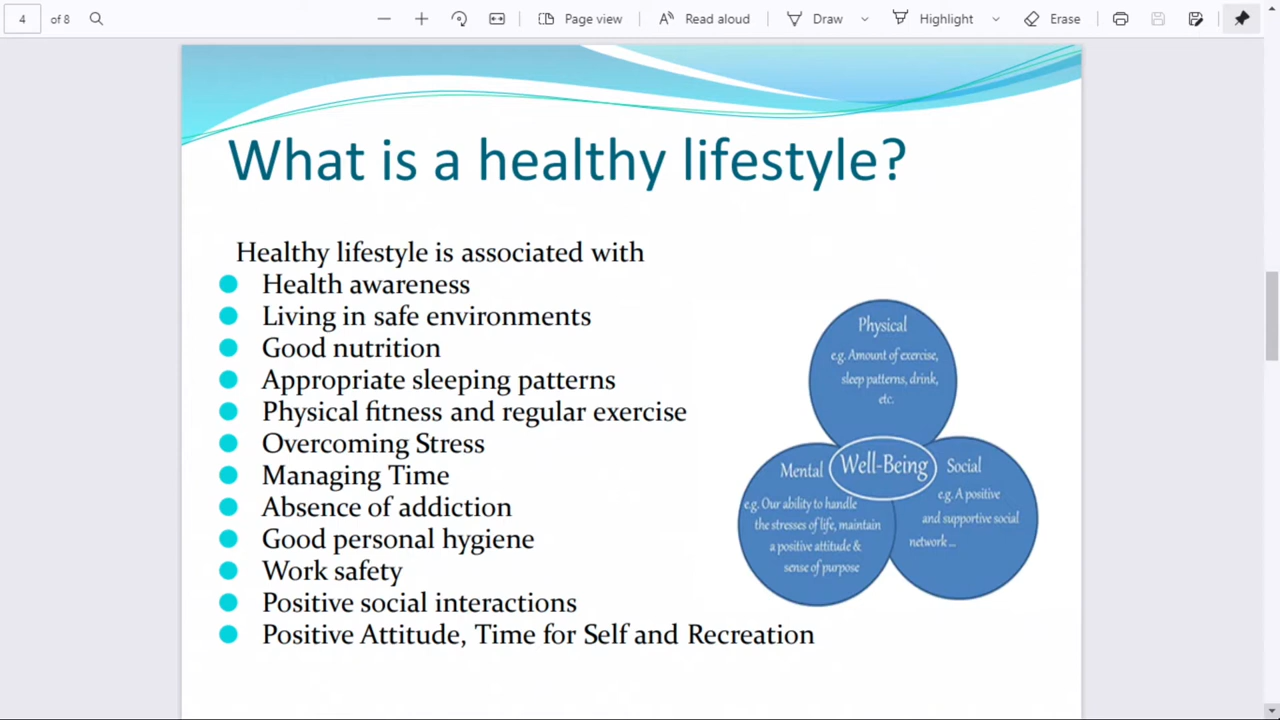 4 of 8 Page view Read aloud Draw Highlight Erase
What is a healthy lifestyle?
Healthy lifestyle is associated with
Health awareness
Living in safe environments
Good nutrition
Appropriate sleeping patterns
Physical fitness and regular exercise
Overcoming Stress
Managing Time
Absence of addiction
Good personal hygiene
Work safety
Positive social interactions
Positive Attitude, Time for Self and Recreation
Physical
e.g. Amount of exercise,
sleep patterns, drink,
etc.
Well-Being
Mental
e.g. Our ability to handle
the stresses of life, maintain
a positive attitude &
sense of purpose
Social
e.g. A positive
and supportive social
network ...